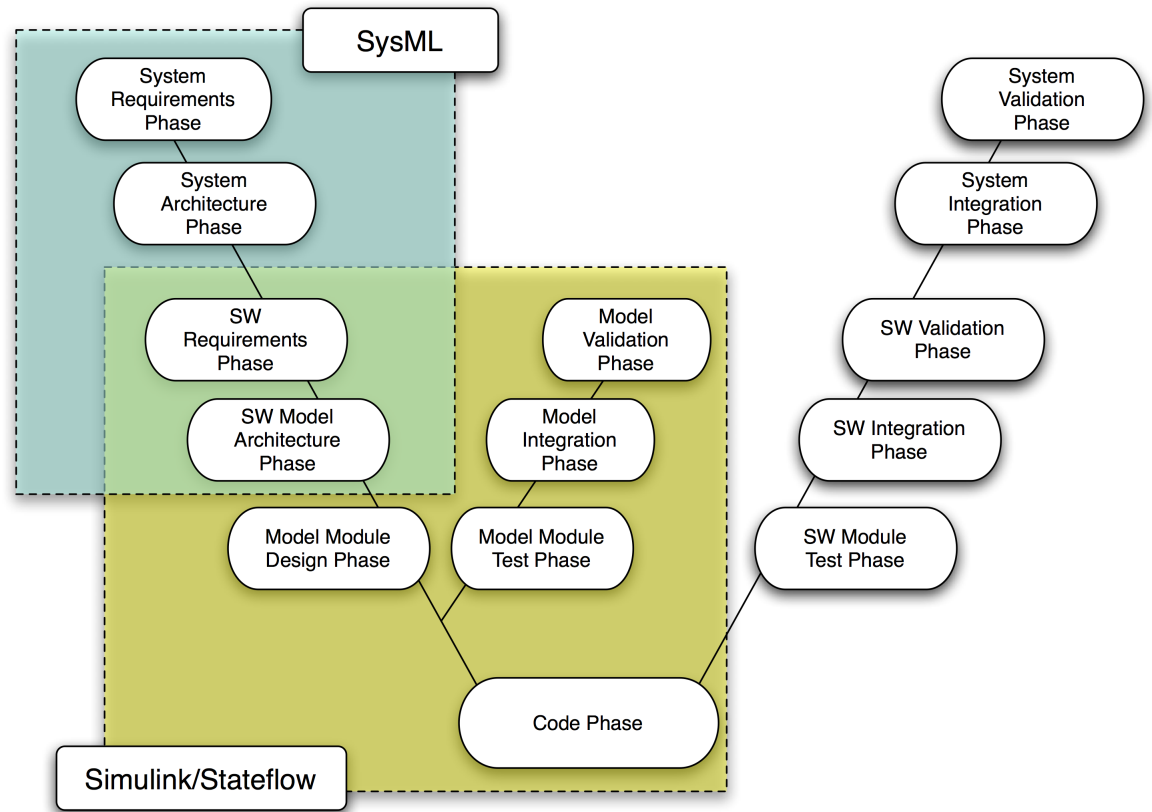 SysML
System
Requirements
Phase
System
Architecture
Phase
SW
Requirements
Phase
SW Model
Architecture
Phase
Model Module
Design Phase
Model
Validation
Phase
Model
Integration
Phase
Model Module
Test Phase
Code Phase
Simulink/Stateflow
System
Validation
Phase
System
Integration
Phase
SW Validation
Phase
SW Integration
Phase
SW Module
Test Phase